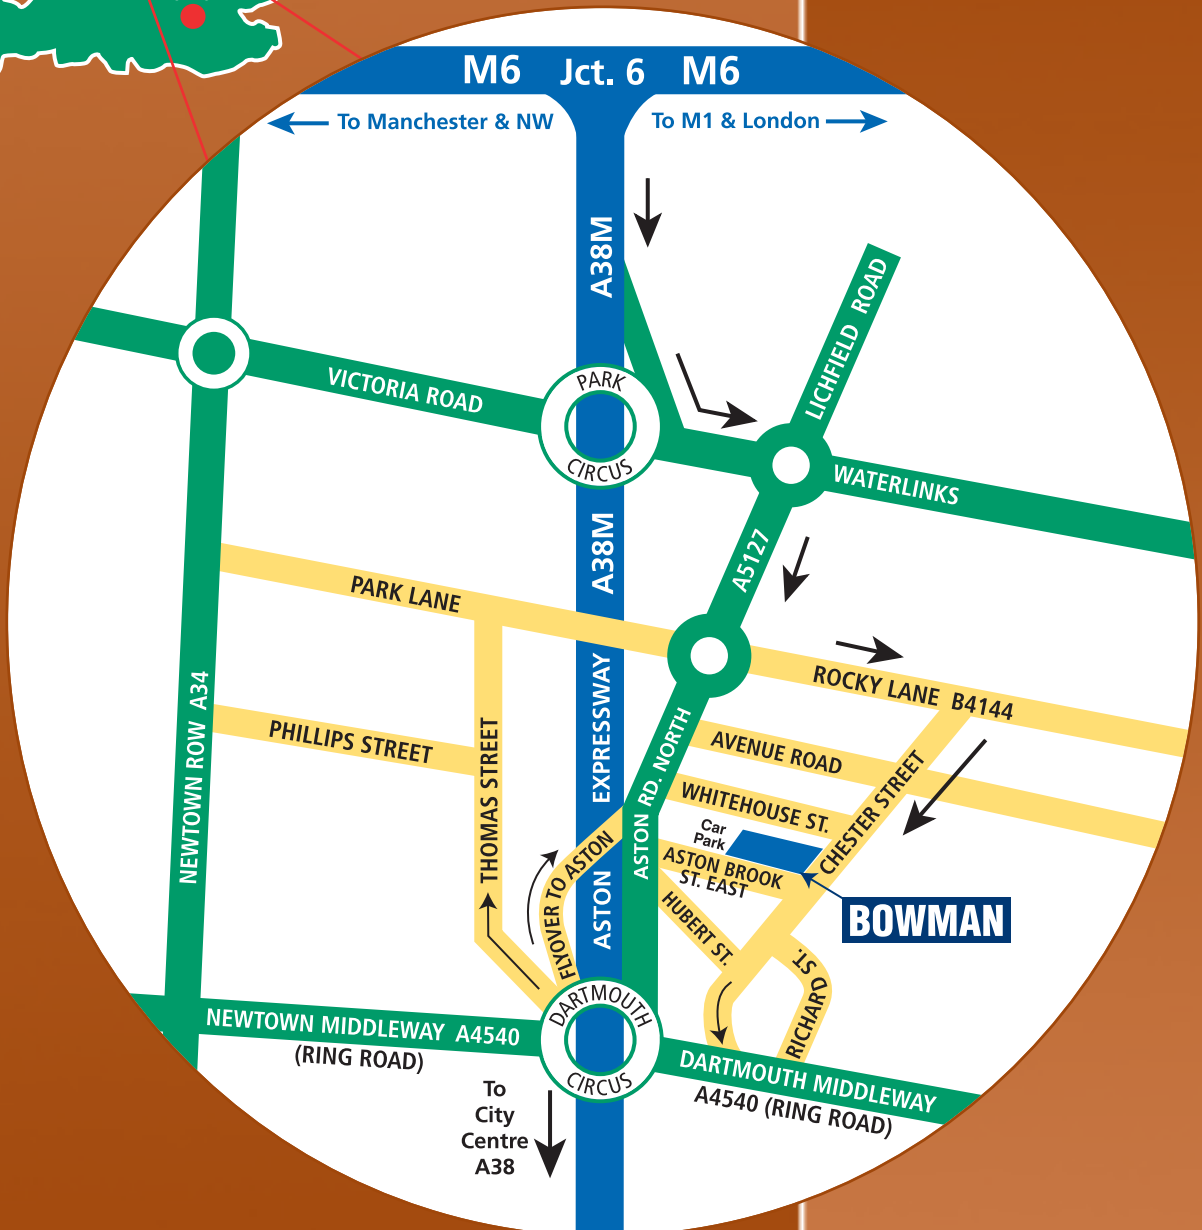 M6 Jct. 6 M6
To Manchester & NW
To M1 & London
A38M
LICHFIELD ROAD
VICTORIA ROAD
PARK
CIRCUS
WATERLINKS
A38M
A5127
PARK LANE
ROCKY LANE B4144
NEWTOWN ROW A34
PHILLIPS STREET
THOMAS STREET
ASTON EXPRESSWAY
ASTON RD. NORTH
AVENUE ROAD
WHITEHOUSE ST.
CHESTER STREET
Car
Park
ASTON BROOK
ST. EAST
FLYOVER TO ASTON
HUBERT ST.
BOWMAN
RICHARD ST.
DARTMOUTH
CIRCUS
NEWTOWN MIDDLEWAY A4540
(RING ROAD)
DARTMOUTH MIDDLEWAY
A4540 (RING ROAD)
To
City
Centre
A38